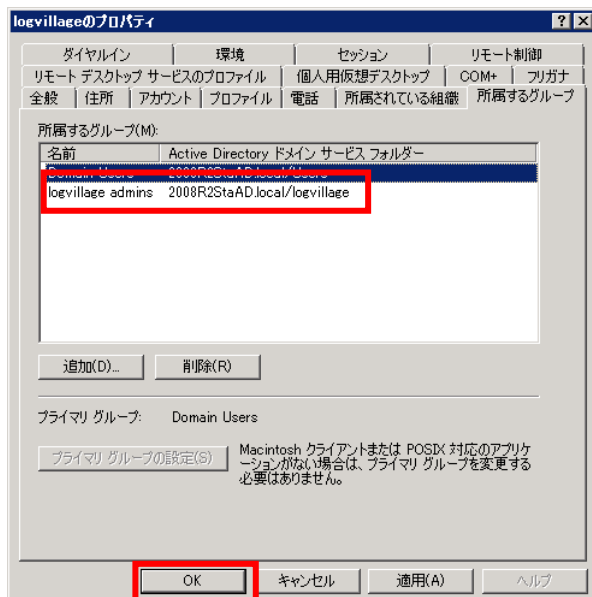 logvillageのプロパティ
ダイヤルイン 環境 セッション リモート制御
リモート デスクトップ サービスのプロファイル 個人用仮想デスクトップ COM+ フリガナ
全般 住所 アカウント プロファイル 電話 所属されている組織 所属するグループ
所属するグループ(M):
名前 Active Directory ドメイン サービス フォルダー
Domain Users 2008R2StaAD.local/Users
logvillage admins 2008R2StaAD.local/logvillage
追加(D)... 削除(R)
プライマリ グループ: Domain Users
プライマリ グループの設定(S)
Macintosh クライアントまたは POSIX 対応のアプリケ
ーションがない場合は、プライマリ グループを変更する
必要はありません。
OK キャンセル 適用(A) ヘルプ